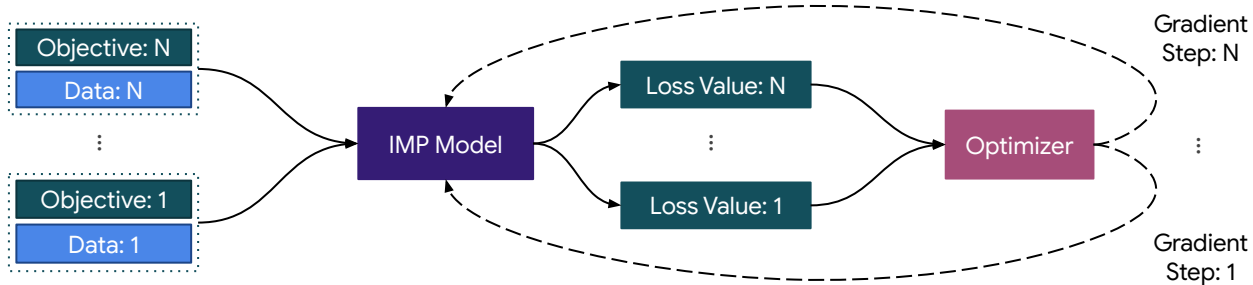 Objective: N
Data: N
⋮
Objective: 1
Data: 1
IMP Model
Loss Value: N
⋮
Loss Value: 1
Optimizer
Gradient
Step: N
⋮
Gradient
Step: 1